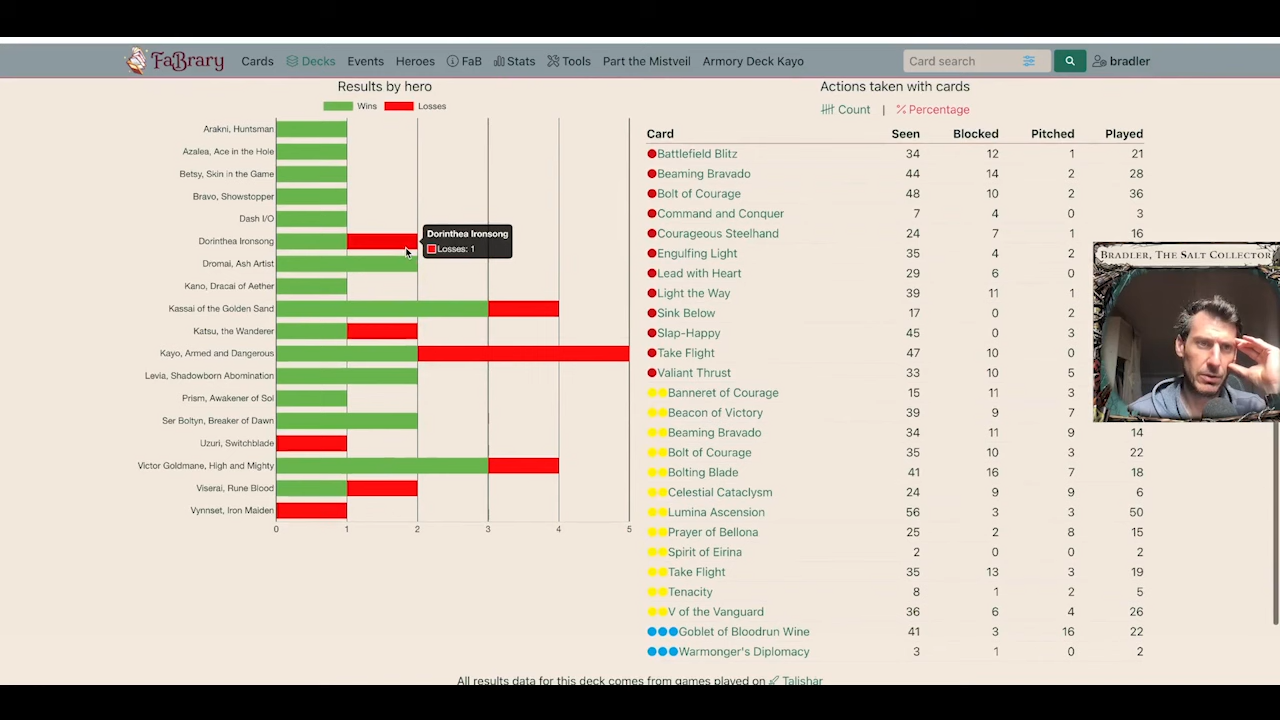 FaBrary Cards Decks Events Heroes FaB Stats Tools Part the Mistveil Armory Deck Kayo Card search bradler
Results by hero
Wins Losses
Arakni, Huntsman
Azalea, Ace in the Hole
Betsy, Skin in the Game
Bravo, Showstopper
Dash I/O
Dorinthea Ironsong
Dromai, Ash Artist
Kano, Dracai of Aether
Kassai of the Golden Sand
Katsu, the Wanderer
Kayo, Armed and Dangerous
Levia, Shadowborn Abomination
Prism, Awakener of Sol
Ser Boltyn, Breaker of Dawn
Uzuri, Switchblade
Victor Goldmane, High and Mighty
Viserai, Rune Blood
Vynnset, Iron Maiden
0 1 2 3 4 5
Dorinthea Ironsong
Losses: 1
Actions taken with cards
Count | Percentage
Card Seen Blocked Pitched Played
Battlefield Blitz 34 12 1 21
Beaming Bravado 44 14 2 28
Bolt of Courage 48 10 2 36
Command and Conquer 7 4 0 3
Courageous Steelhand 24 7 1 16
Engulfing Light 35 4 2
Lead with Heart 29 6 0
Light the Way 39 11 1
Sink Below 17 0 2
Slap-Happy 45 0 3
Take Flight 47 10 0
Valiant Thrust 33 10 5
Banneret of Courage 15 11 3
Beacon of Victory 39 9 7
Beaming Bravado 34 11 9 14
Bolt of Courage 35 10 3 22
Bolting Blade 41 16 7 18
Celestial Cataclysm 24 9 9 6
Lumina Ascension 56 3 3 50
Prayer of Bellona 25 2 8 15
Spirit of Eirina 2 0 0 2
Take Flight 35 13 3 19
Tenacity 8 1 2 5
V of the Vanguard 36 6 4 26
Goblet of Bloodrun Wine 41 3 16 22
Warmonger's Diplomacy 3 1 0 2
Bradler, The Salt Collector
All results data for this deck comes from games played on Talishar